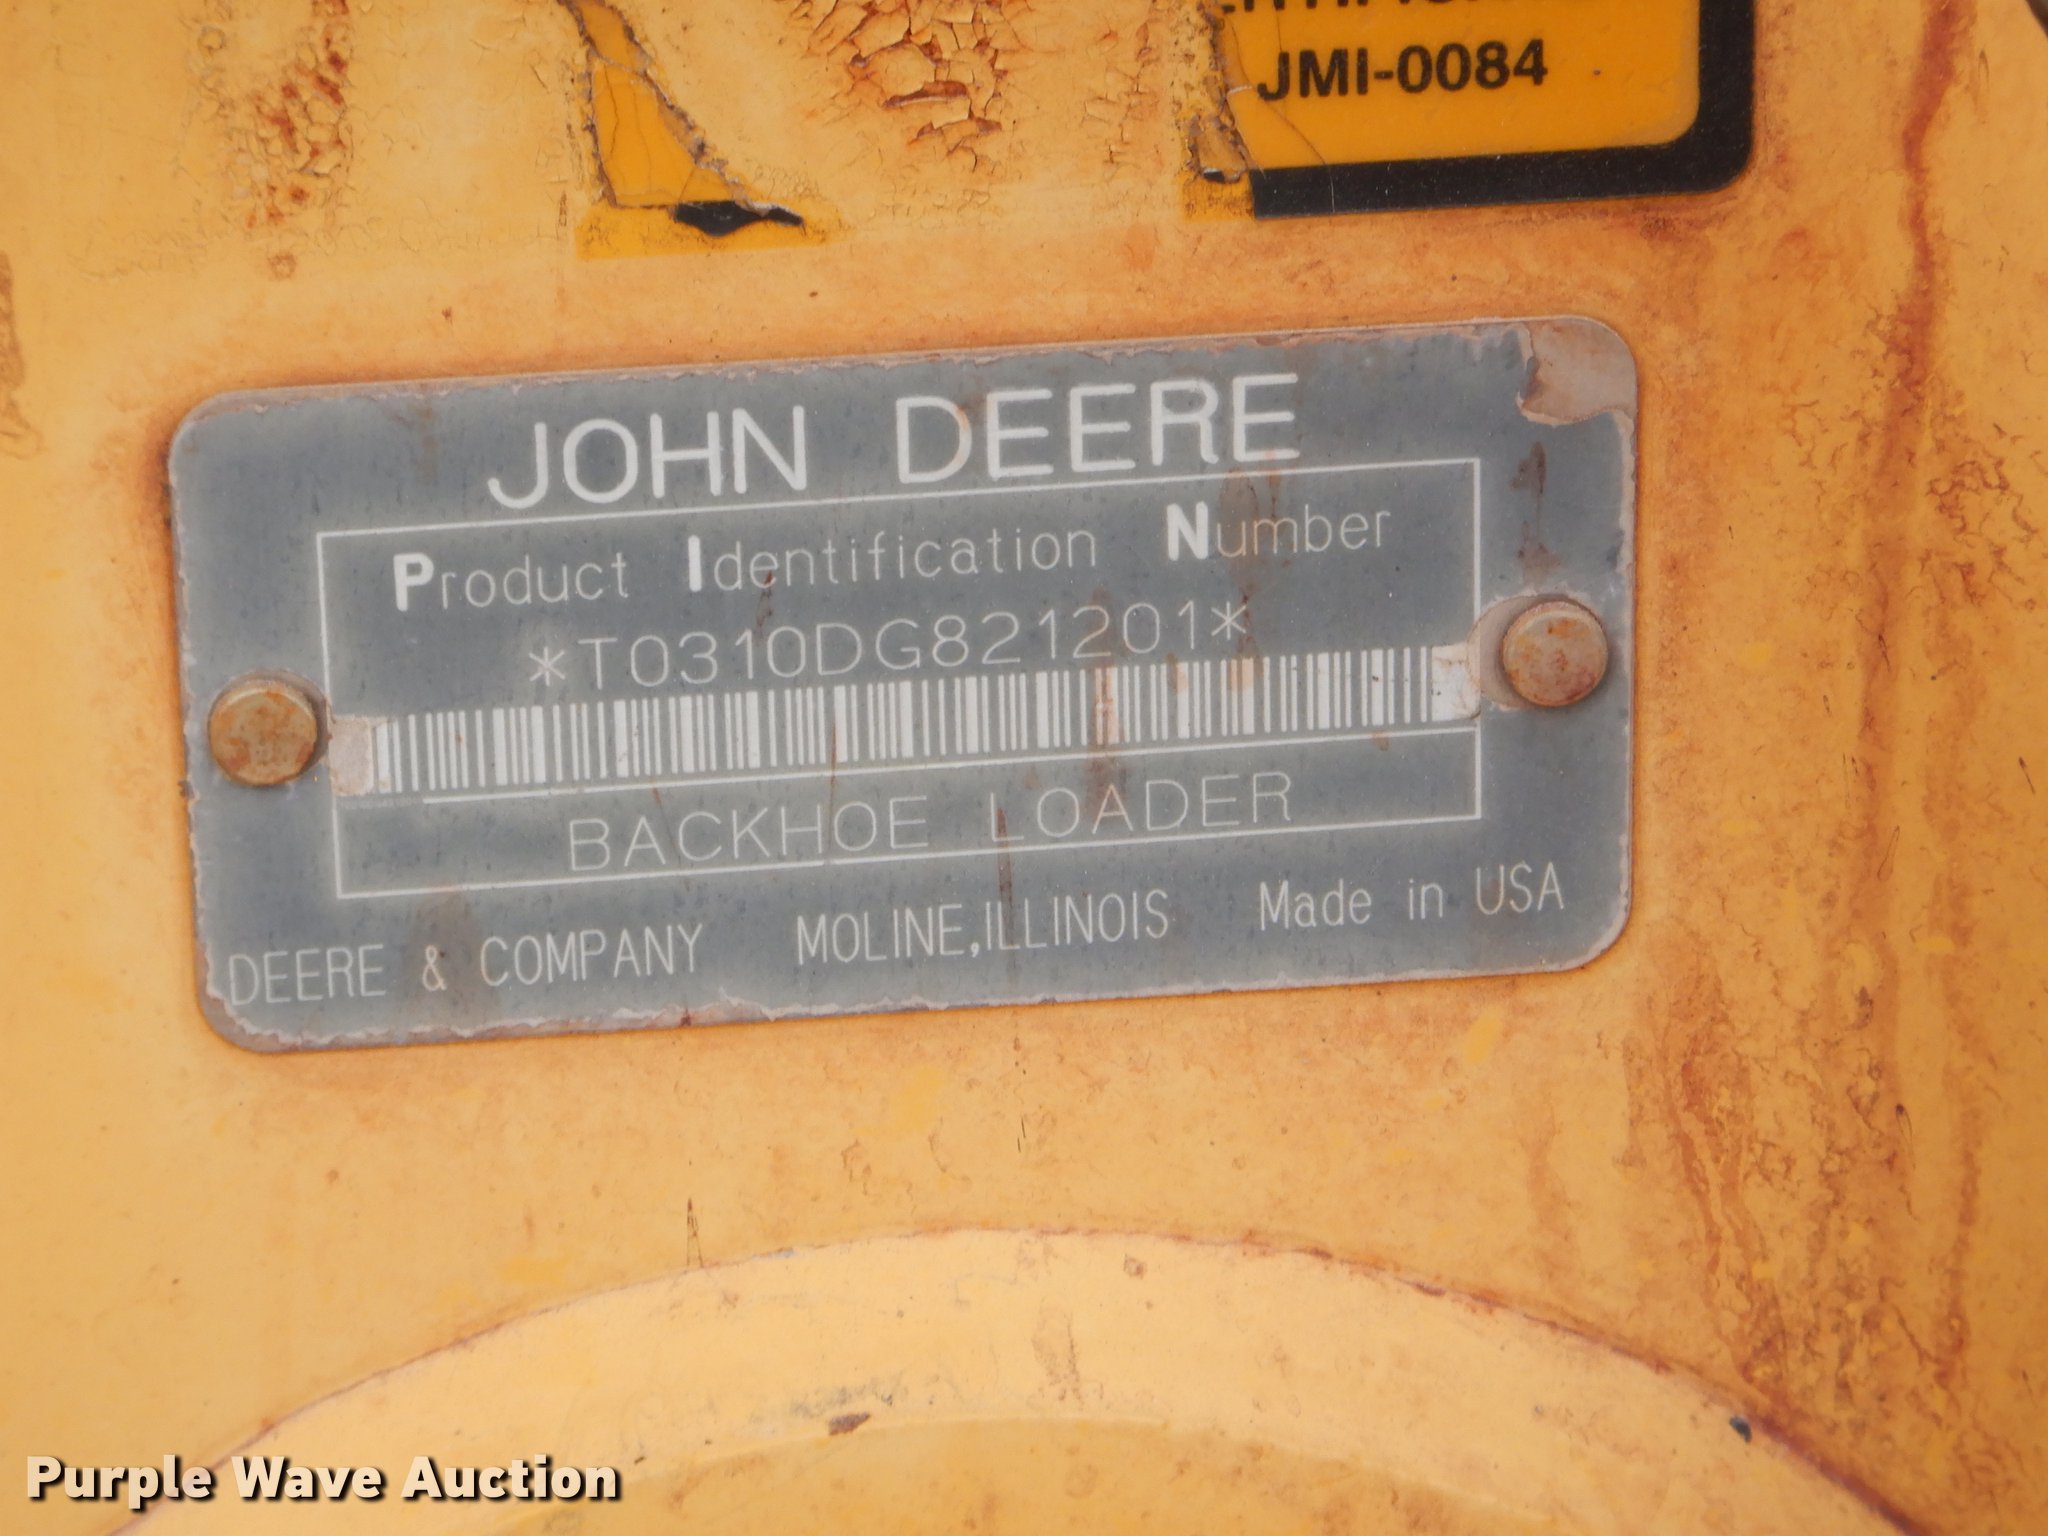 JMI-0084
JOHN DEERE
Product Identification Number
*T0310DG821201*
BACKHOE LOADER
DEERE & COMPANY MOLINE,ILLINOIS Made in USA
Purple Wave Auction